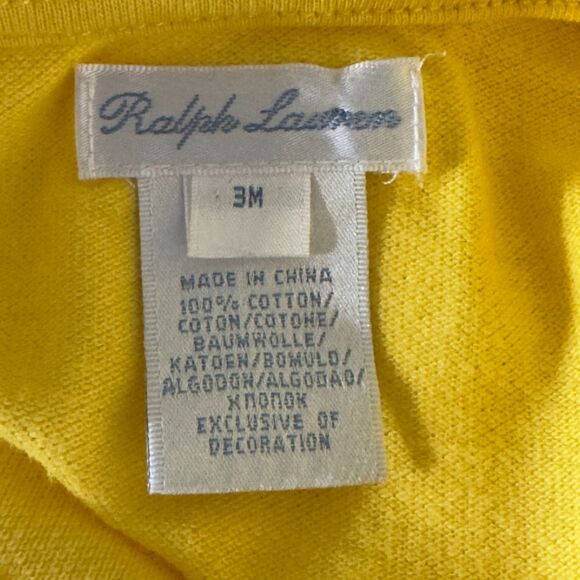 Ralph Lauren
3M
MADE IN CHINA
100% COTTON/
COTON/COTONE/
BAUMWOLLE/
KATOEN/BOMULD/
ALGODON/ALGODAO/
ХЛОПОК
EXCLUSIVE OF
DECORATION